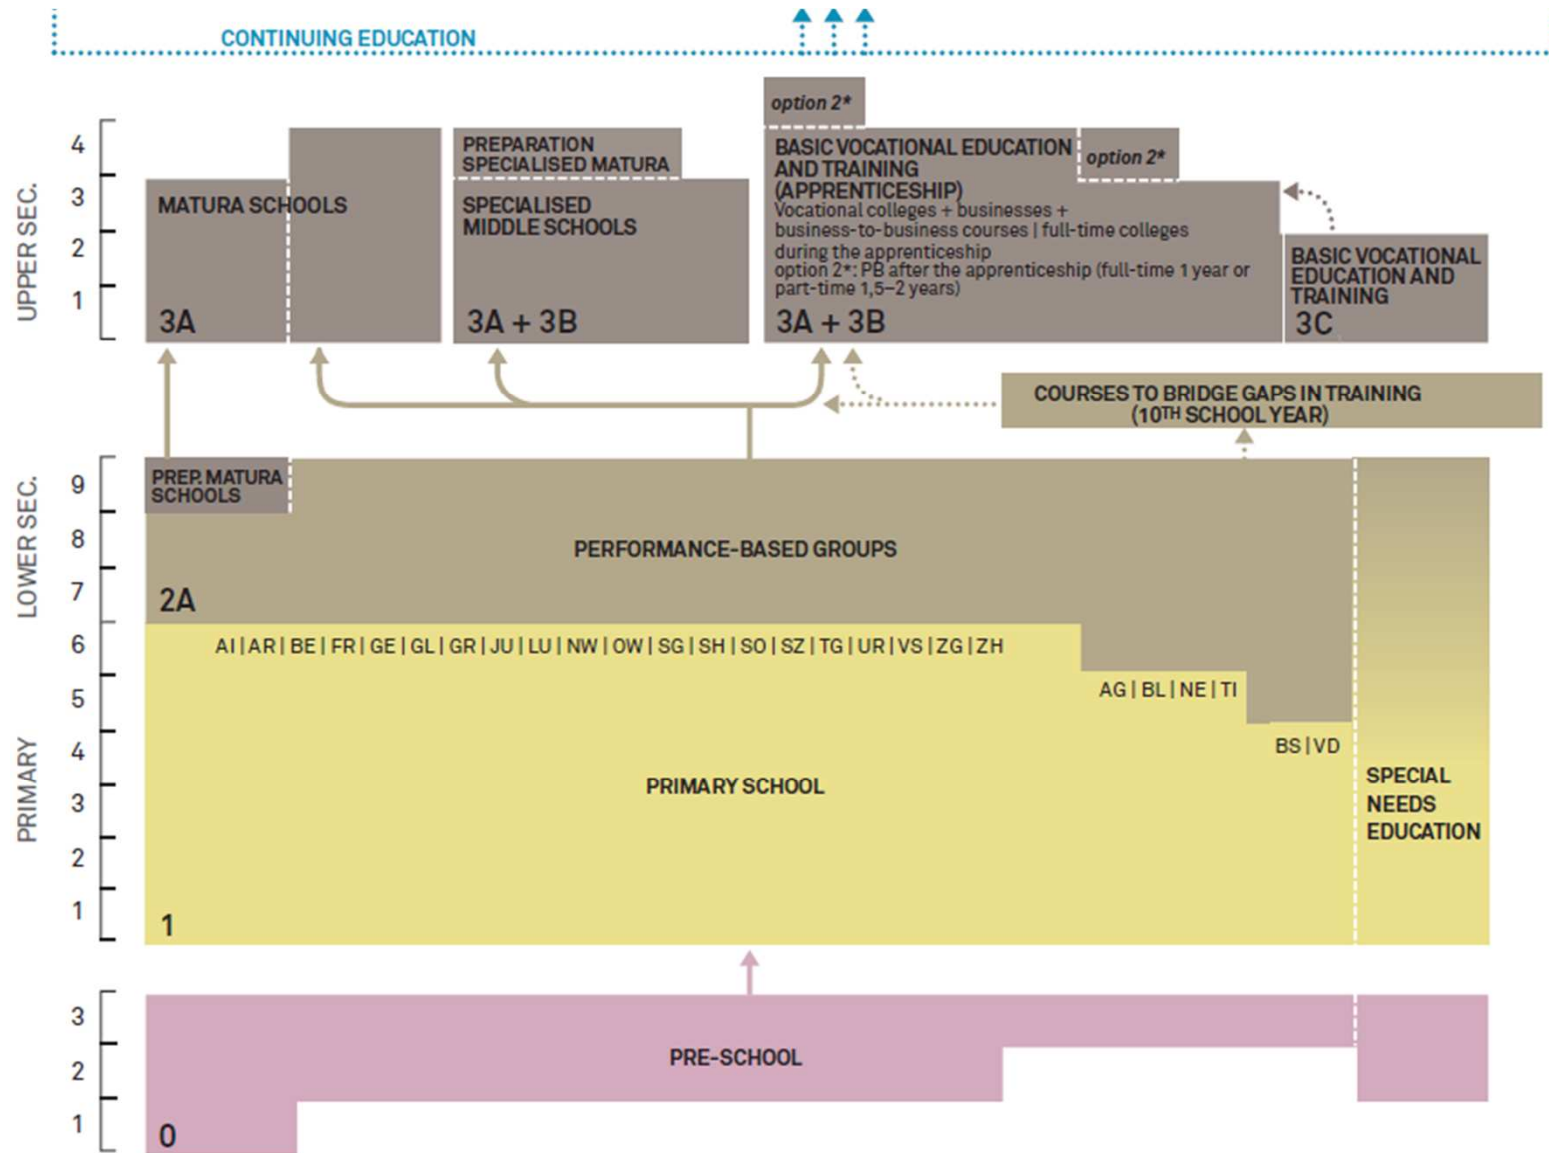 CONTINUING EDUCATION
option 2*
UPPER SEC.
4
3
2
1
MATURA SCHOOLS
3A
PREPARATION
SPECIALISED MATURA
SPECIALISED
MIDDLE SCHOOLS
3A + 3B
BASIC VOCATIONAL EDUCATION
AND TRAINING
(APPRENTICESHIP)
Vocational colleges + businesses +
business-to-business courses | full-time colleges
during the apprenticeship
option 2*: PB after the apprenticeship (full-time 1 year or
part-time 1,5–2 years)
3A + 3B
option 2*
BASIC VOCATIONAL
EDUCATION AND
TRAINING
3C
COURSES TO BRIDGE GAPS IN TRAINING
(10TH SCHOOL YEAR)
LOWER SEC.
9
8
7
PREP. MATURA
SCHOOLS
PERFORMANCE-BASED GROUPS
2A
PRIMARY
6
5
4
3
2
1
AI | AR | BE | FR | GE | GL | GR | JU | LU | NW | OW | SG | SH | SO | SZ | TG | UR | VS | ZG | ZH
AG | BL | NE | TI
BS | VD
PRIMARY SCHOOL
SPECIAL
NEEDS
EDUCATION
1
3
2
1
PRE-SCHOOL
0